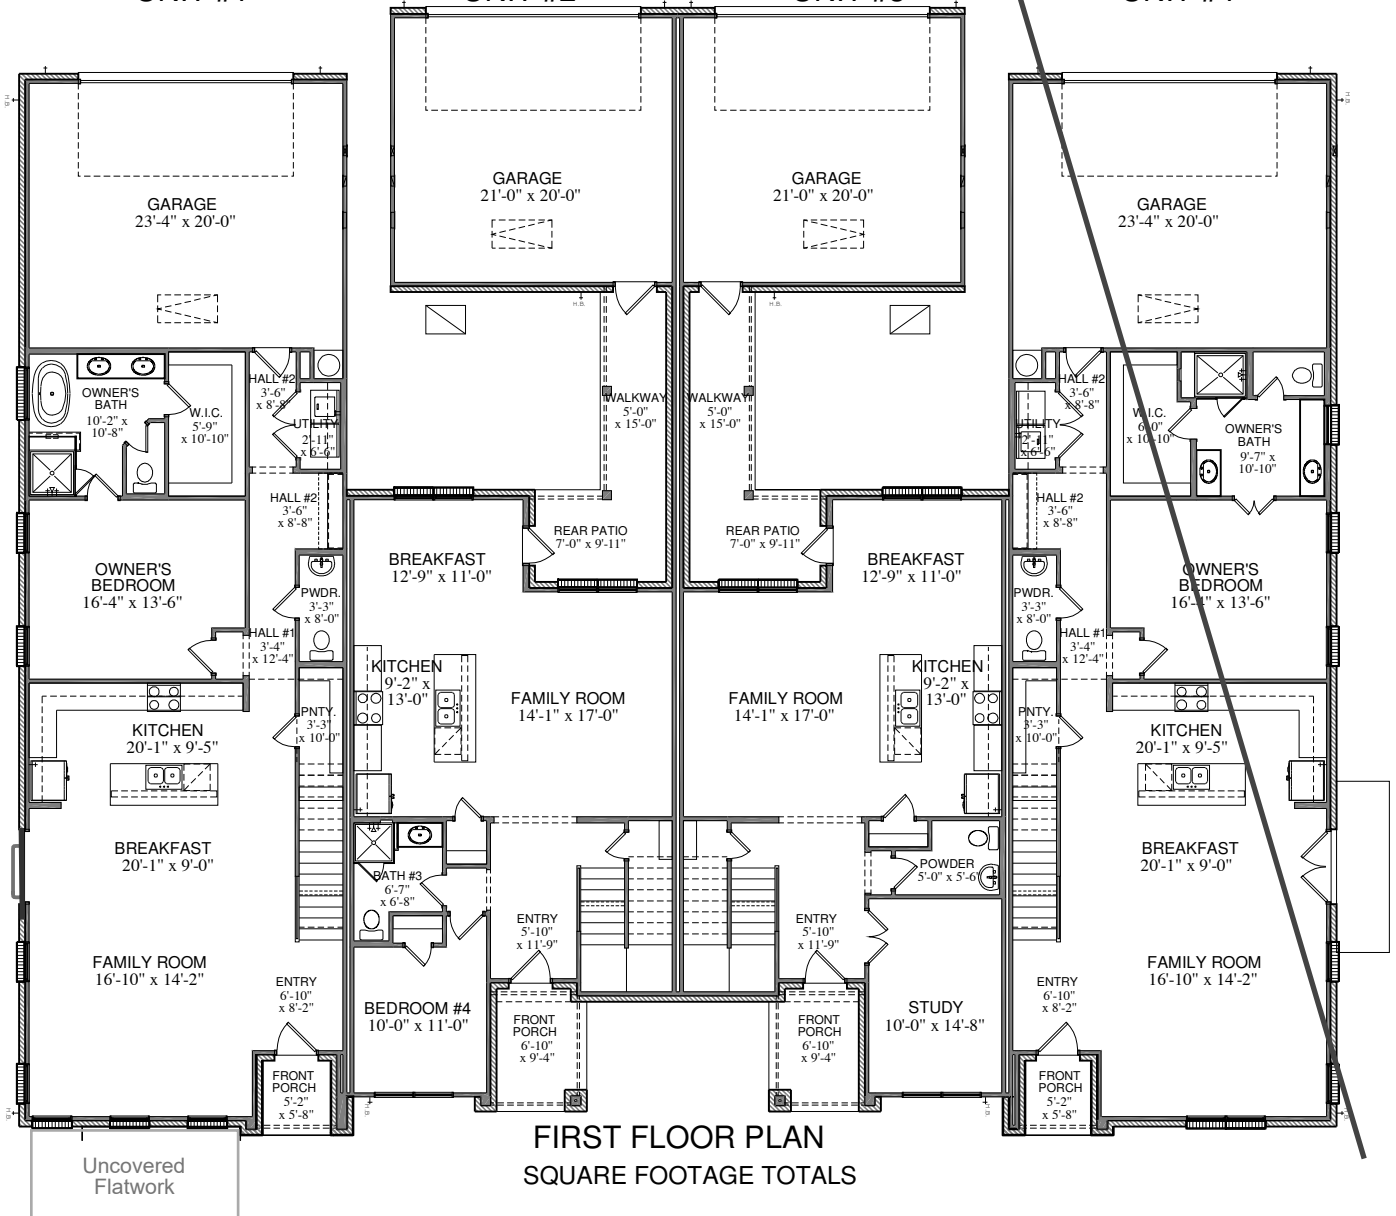 GARAGE
23'-4" x 20'-0"
GARAGE
21'-0" x 20'-0"
GARAGE
21'-0" x 20'-0"
GARAGE
23'-4" x 20'-0"
H.B.
H.B.
H.B.
H.B.
OWNER'S
BATH
10'-2" x
10'-8"
W.I.C.
5'-9"
x 10'-10"
HALL #2
3'-6"
x 8'-8"
UTILITY
2'-11"
x 6'-6"
WALKWAY
5'-0"
x 15'-0"
WALKWAY
5'-0"
x 15'-0"
HALL #2
3'-6"
x 8'-8"
UTILITY
2'-11"
x 6'-6"
W.I.C.
6'-0"
x 10'-10"
OWNER'S
BATH
9'-7" x
10'-10"
HALL #2
3'-6"
x 8'-8"
REAR PATIO
7'-0" x 9'-11"
REAR PATIO
7'-0" x 9'-11"
HALL #2
3'-6"
x 8'-8"
OWNER'S
BEDROOM
16'-4" x 13'-6"
PWDR.
3'-3"
x 8'-0"
HALL #1
3'-4"
x 12'-4"
BREAKFAST
12'-9" x 11'-0"
BREAKFAST
12'-9" x 11'-0"
PWDR.
3'-3"
x 8'-0"
HALL #1
3'-4"
x 12'-4"
OWNER'S
BEDROOM
16'-4" x 13'-6"
KITCHEN
9'-2" x
13'-0"
FAMILY ROOM
14'-1" x 17'-0"
FAMILY ROOM
14'-1" x 17'-0"
KITCHEN
9'-2" x
13'-0"
KITCHEN
20'-1" x 9'-5"
PNTY.
3'-3"
x 10'-0"
PNTY.
3'-3"
x 10'-0"
KITCHEN
20'-1" x 9'-5"
BREAKFAST
20'-1" x 9'-0"
BATH #3
6'-7"
x 6'-8"
POWDER
5'-0" x 5'-6"
BREAKFAST
20'-1" x 9'-0"
FAMILY ROOM
16'-10" x 14'-2"
ENTRY
6'-10"
x 8'-2"
ENTRY
5'-10"
x 11'-9"
ENTRY
5'-10"
x 11'-9"
ENTRY
6'-10"
x 8'-2"
FAMILY ROOM
16'-10" x 14'-2"
BEDROOM #4
10'-0" x 11'-0"
FRONT
PORCH
6'-10"
x 9'-4"
FRONT
PORCH
6'-10"
x 9'-4"
STUDY
10'-0" x 14'-8"
FRONT
PORCH
5'-2"
x 5'-8"
FRONT
PORCH
5'-2"
x 5'-8"
H.B.
H.B.
H.B.
H.B.
FIRST FLOOR PLAN
SQUARE FOOTAGE TOTALS
Uncovered
Flatwork